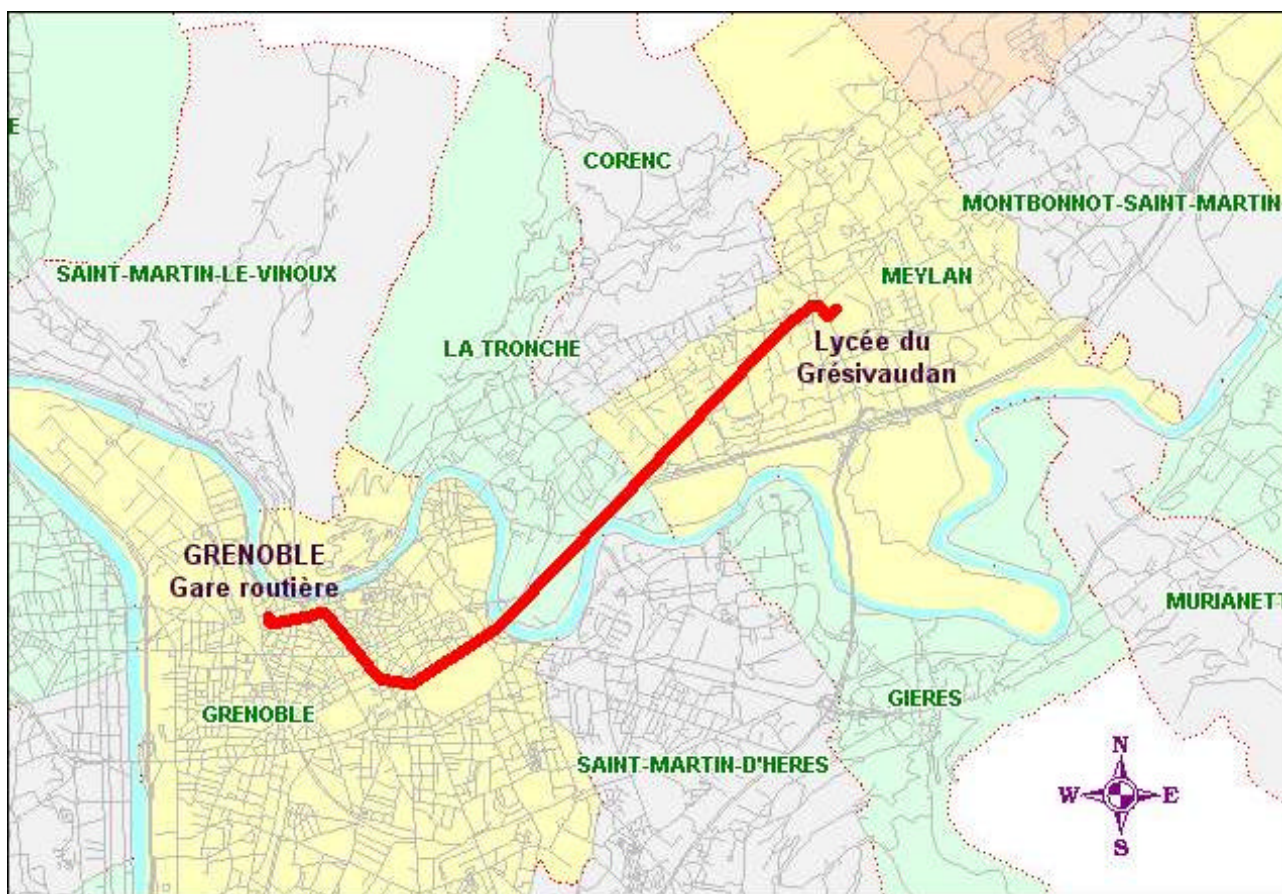 E
CORENC
MONTBONNOT-SAINT-MARTIN
SAINT-MARTIN-LE-VINOUX
MEYLAN
LA TRONCHE
Lycée du
Grésivaudan
GRENOBLE
Gare routière
MURIANETT
GIERES
GRENOBLE
SAINT-MARTIN-D'HERES
N
W E
S